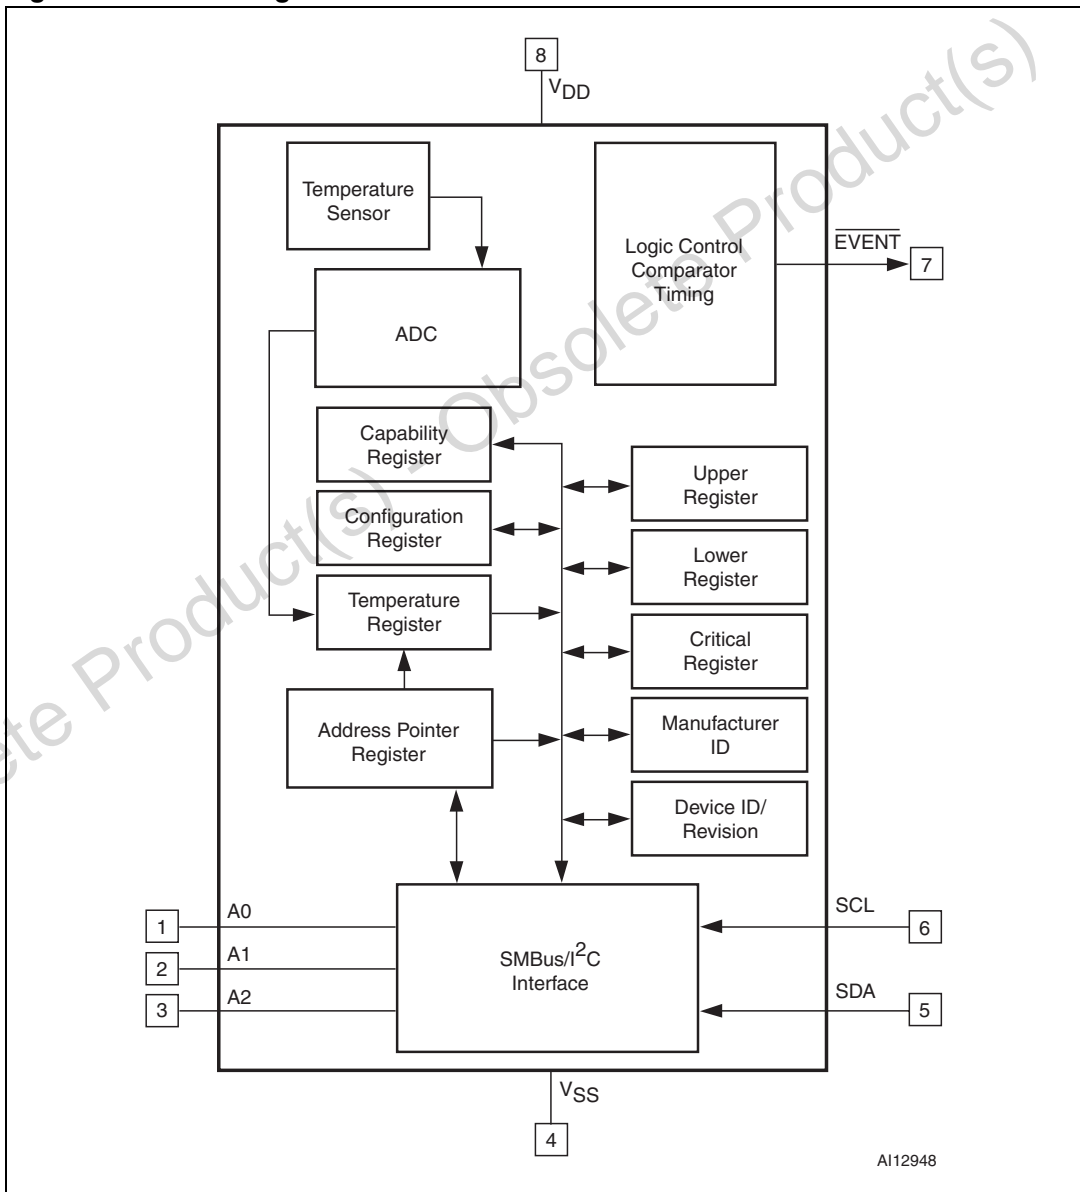 8
VDD
Temperature
Sensor
Logic Control
Comparator
Timing
EVENT
7
ADC
Capability
Register
Upper
Register
Configuration
Register
Lower
Register
Temperature
Register
Critical
Register
Address Pointer
Register
Manufacturer
ID
Device ID/
Revision
1
A0
2
A1
3
A2
SMBus/I2C
Interface
SCL
6
SDA
5
VSS
4
AI12948
Obsolete Product(s) - Obsolete Product(s)